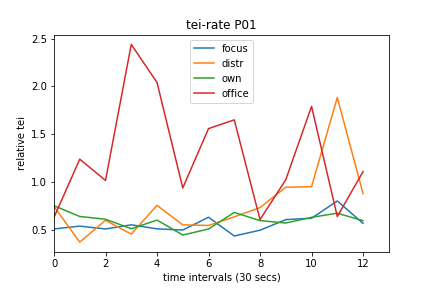 tei-rate P01
focus
distr
own
office
relative tei
2.5
2.0
1.5
1.0
0.5
0 2 4 6 8 10 12
time intervals (30 secs)